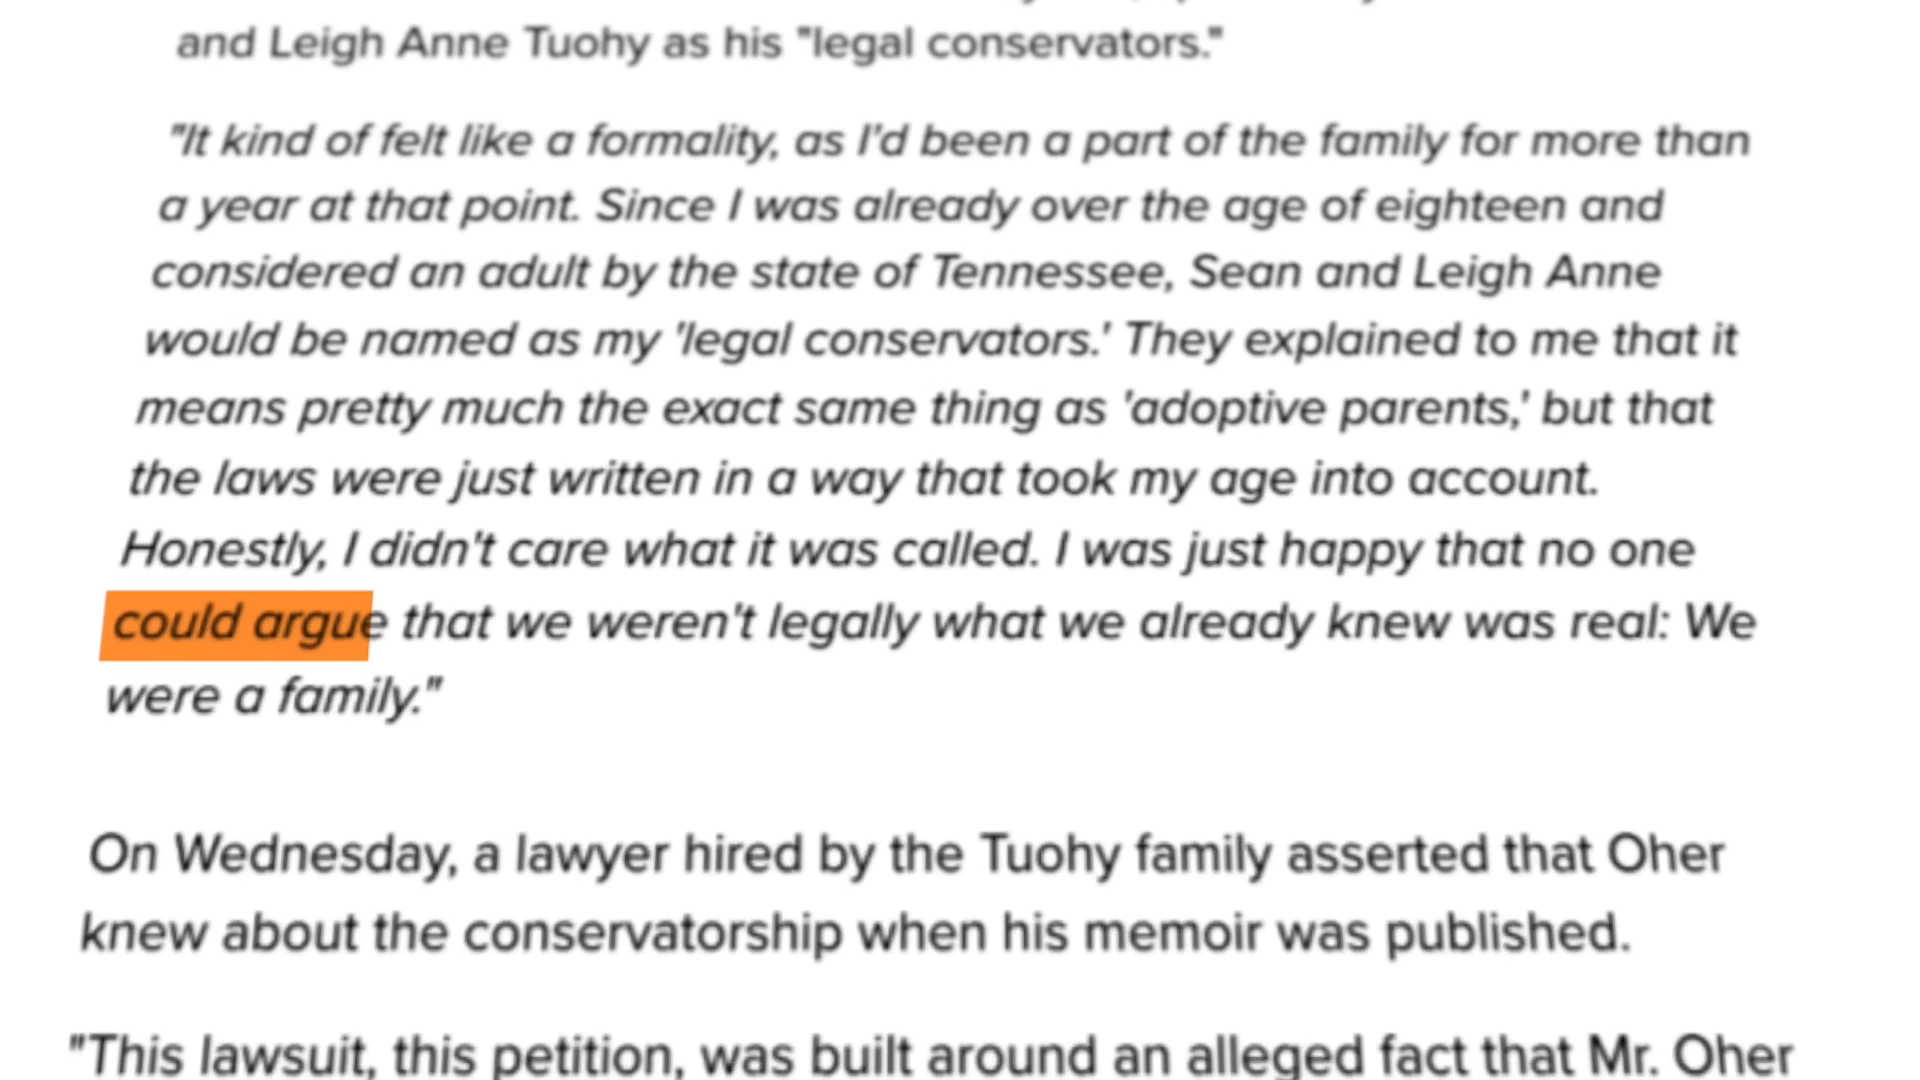 and Leigh Anne Tuohy as his "legal conservators."
"It kind of felt like a formality, as I'd been a part of the family for more than
a year at that point. Since I was already over the age of eighteen and
considered an adult by the state of Tennessee, Sean and Leigh Anne
would be named as my 'legal conservators.' They explained to me that it
means pretty much the exact same thing as 'adoptive parents,' but that
the laws were just written in a way that took my age into account.
Honestly, I didn't care what it was called. I was just happy that no one
could argue that we weren't legally what we already knew was real: We
were a family."
On Wednesday, a lawyer hired by the Tuohy family asserted that Oher
knew about the conservatorship when his memoir was published.
"This lawsuit, this petition, was built around an alleged fact that Mr. Oher